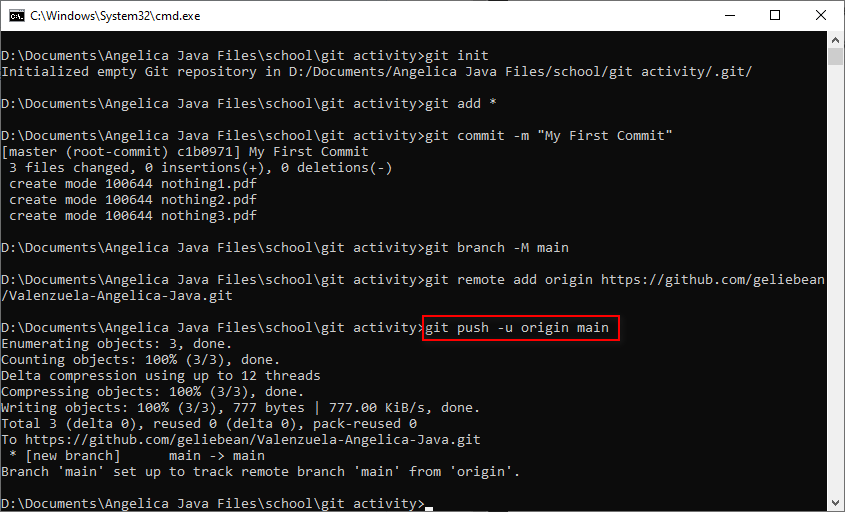 C:\Windows\System32\cmd.exe
D:\Documents\Angelica Java Files\school\git activity>git init
Initialized empty Git repository in D:/Documents/Angelica Java Files/school/git activity/.git/
D:\Documents\Angelica Java Files\school\git activity>git add *
D:\Documents\Angelica Java Files\school\git activity>git commit -m "My First Commit"
[master (root-commit) c1b0971] My First Commit
 3 files changed, 0 insertions(+), 0 deletions(-)
 create mode 100644 nothing1.pdf
 create mode 100644 nothing2.pdf
 create mode 100644 nothing3.pdf
D:\Documents\Angelica Java Files\school\git activity>git branch -M main
D:\Documents\Angelica Java Files\school\git activity>git remote add origin https://github.com/geliebean
/Valenzuela-Angelica-Java.git
D:\Documents\Angelica Java Files\school\git activity>git push -u origin main
Enumerating objects: 3, done.
Counting objects: 100% (3/3), done.
Delta compression using up to 12 threads
Compressing objects: 100% (3/3), done.
Writing objects: 100% (3/3), 777 bytes | 777.00 KiB/s, done.
Total 3 (delta 0), reused 0 (delta 0), pack-reused 0
To https://github.com/geliebean/Valenzuela-Angelica-Java.git
 * [new branch]      main -> main
Branch 'main' set up to track remote branch 'main' from 'origin'.
D:\Documents\Angelica Java Files\school\git activity>